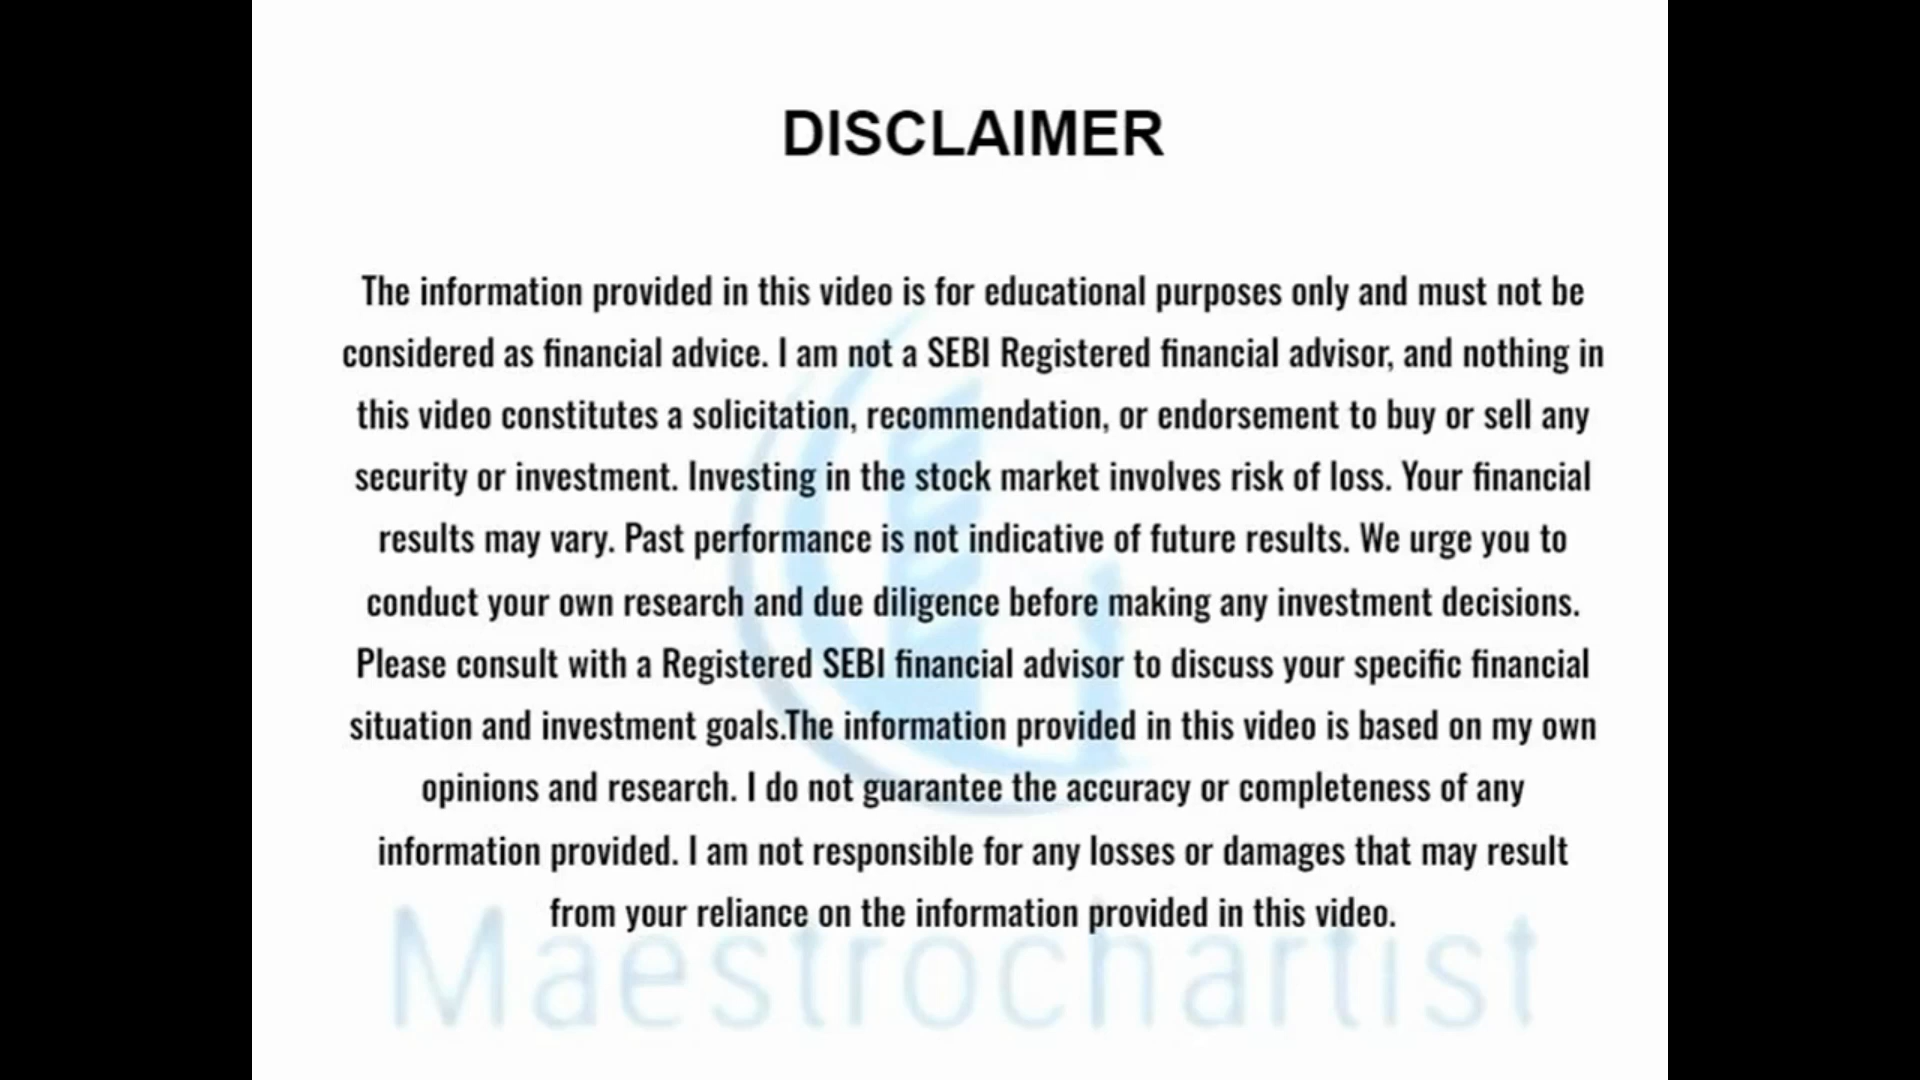 DISCLAIMER
The information provided in this video is for educational purposes only and must not be
considered as financial advice. I am not a SEBI Registered financial advisor, and nothing in
this video constitutes a solicitation, recommendation, or endorsement to buy or sell any
security or investment. Investing in the stock market involves risk of loss. Your financial
results may vary. Past performance is not indicative of future results. We urge you to
conduct your own research and due diligence before making any investment decisions.
Please consult with a Registered SEBI financial advisor to discuss your specific financial
situation and investment goals.The information provided in this video is based on my own
opinions and research. I do not guarantee the accuracy or completeness of any
information provided. I am not responsible for any losses or damages that may result
from your reliance on the information provided in this video.
Maestrochartist